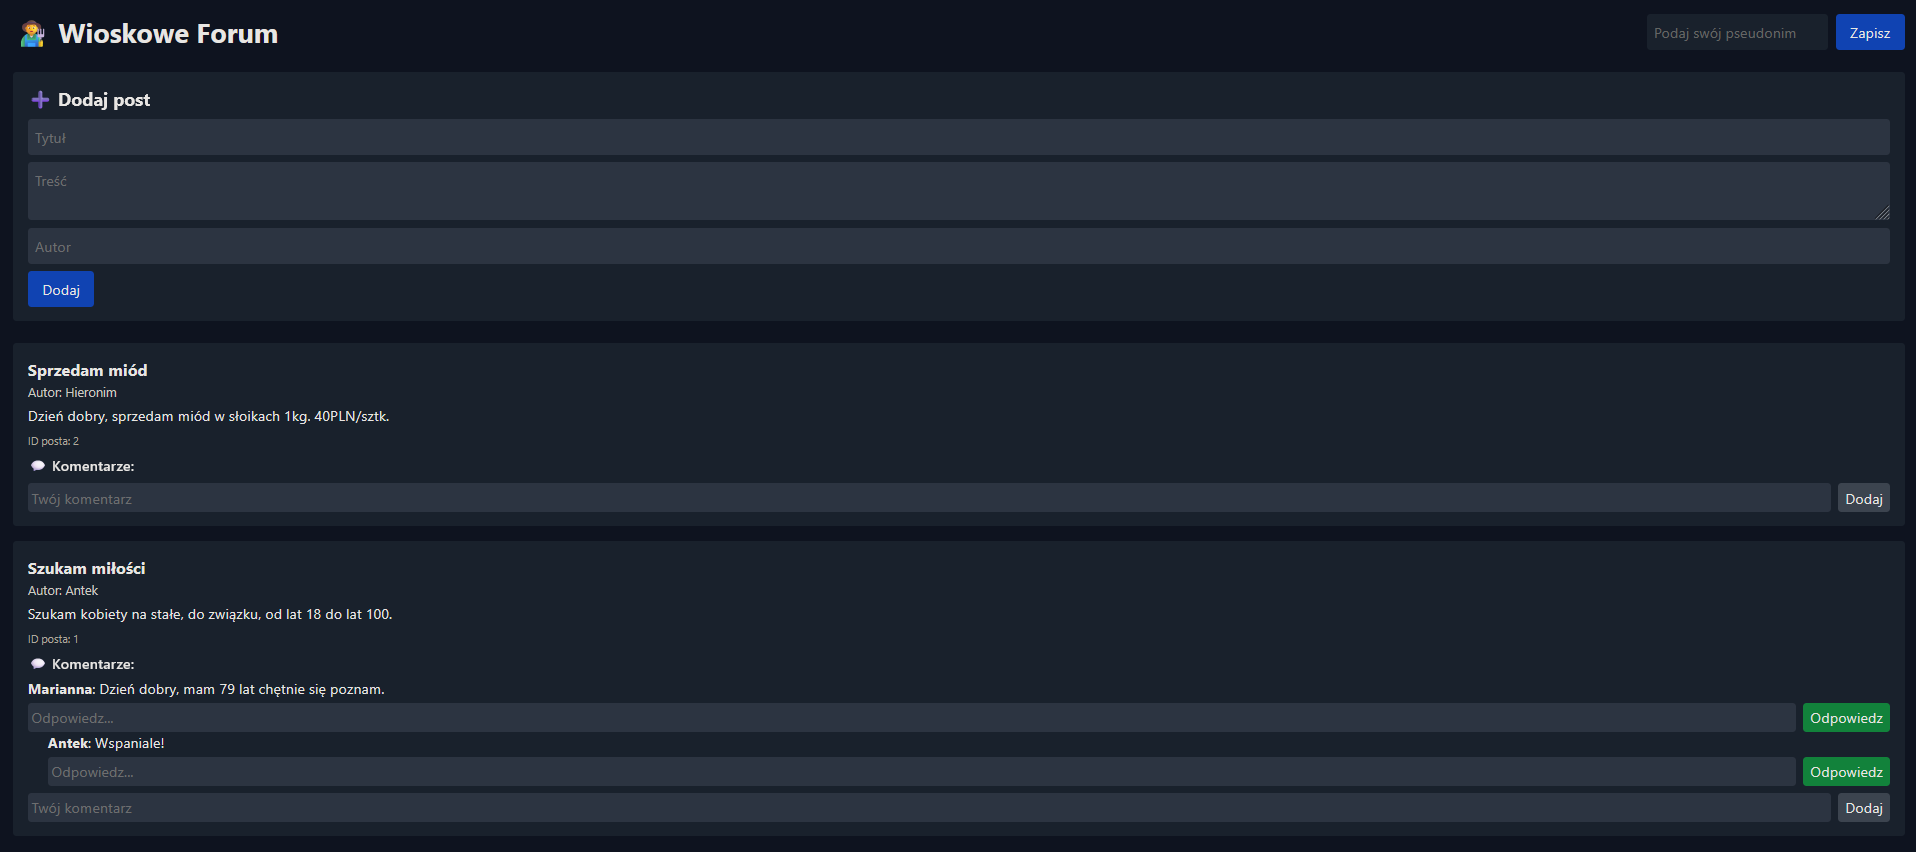 Wioskowe Forum
Podaj swój pseudonim
Zapisz
Dodaj post
Tytuł
Treść
Autor
Dodaj
Sprzedam miód
Autor: Hieronim
Dzień dobry, sprzedam miód w słoikach 1kg. 40PLN/sztk.
ID posta: 2
Komentarze:
Twój komentarz
Dodaj
Szukam miłości
Autor: Antek
Szukam kobiety na stałe, do związku, od lat 18 do lat 100.
ID posta: 1
Komentarze:
Marianna: Dzień dobry, mam 79 lat chętnie się poznam.
Odpowiedz...
Odpowiedz
Antek: Wspaniale!
Odpowiedz...
Odpowiedz
Twój komentarz
Dodaj